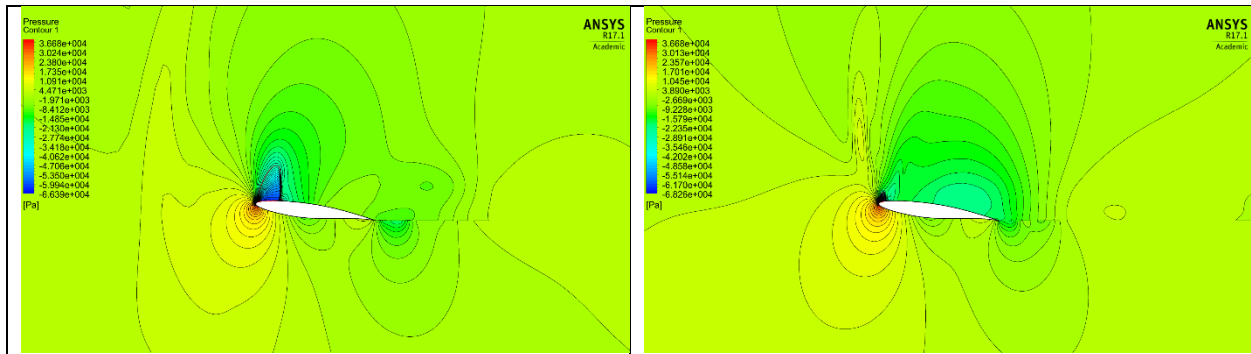 Pressure
Contour 1
3.668e+004
3.024e+004
2.380e+004
1.735e+004
1.091e+004
4.471e+003
-1.971e+003
-8.412e+003
-1.485e+004
-2.130e+004
-2.774e+004
-3.418e+004
-4.062e+004
-4.706e+004
-5.350e+004
-5.994e+004
-6.639e+004
[Pa]
ANSYS
R17.1
Academic
Pressure
Contour 1
3.668e+004
3.013e+004
2.357e+004
1.701e+004
1.045e+004
3.890e+003
-2.669e+003
-9.228e+003
-1.579e+004
-2.235e+004
-2.891e+004
-3.546e+004
-4.202e+004
-4.858e+004
-5.514e+004
-6.170e+004
-6.826e+004
[Pa]
ANSYS
R17.1
Academic